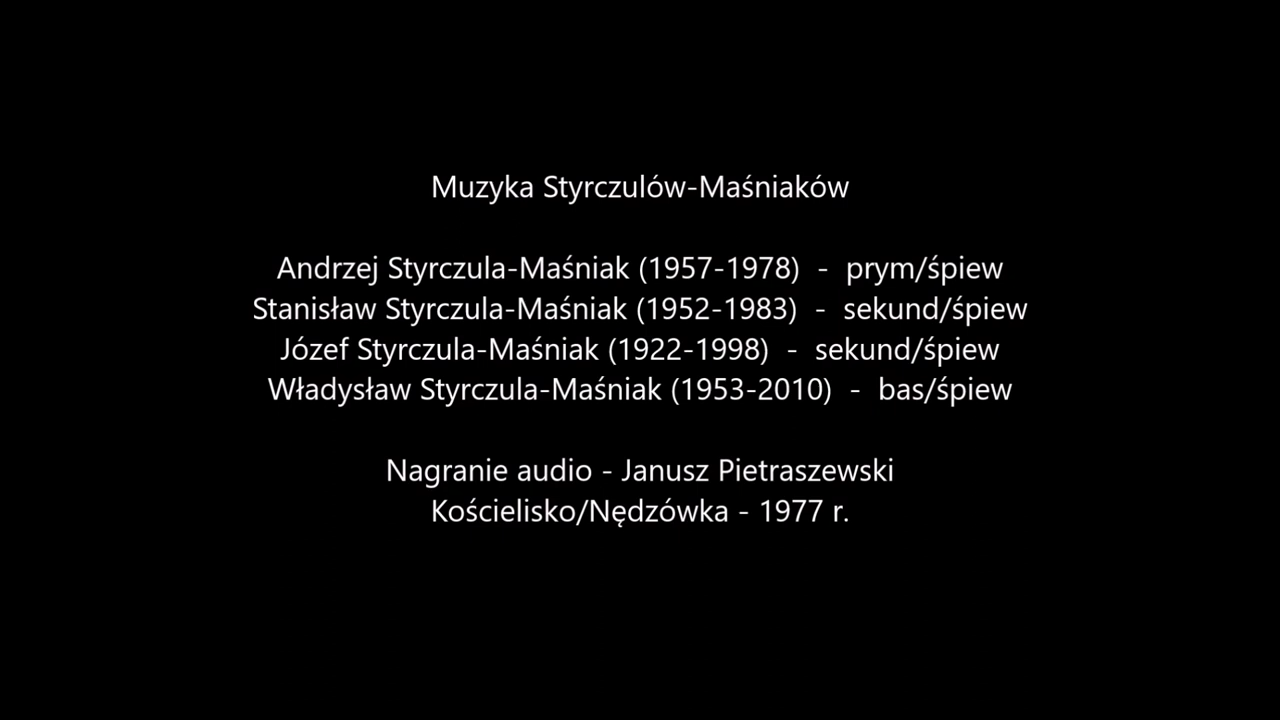 Muzyka Styrczulów-Maśniaków
Andrzej Styrczula-Maśniak (1957-1978) - prym/śpiew
Stanisław Styrczula-Maśniak (1952-1983) - sekund/śpiew
Józef Styrczula-Maśniak (1922-1998) - sekund/śpiew
Władysław Styrczula-Maśniak (1953-2010) - bas/śpiew
Nagranie audio - Janusz Pietraszewski
Kościelisko/Nędzówka - 1977 r.